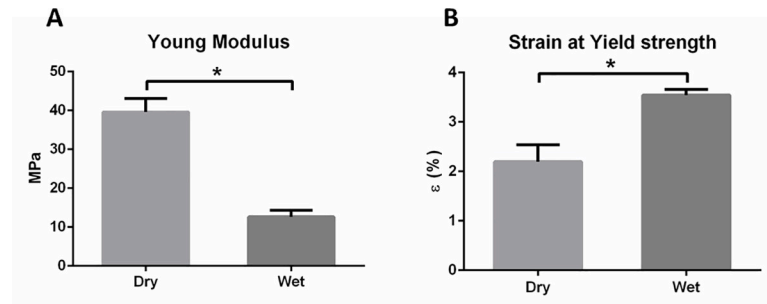 A
Young Modulus
*
50
40
30
20
10
0
MPa
Dry
Wet
B
Strain at Yield strength
*
4
3
2
1
0
ε (%)
Dry
Wet